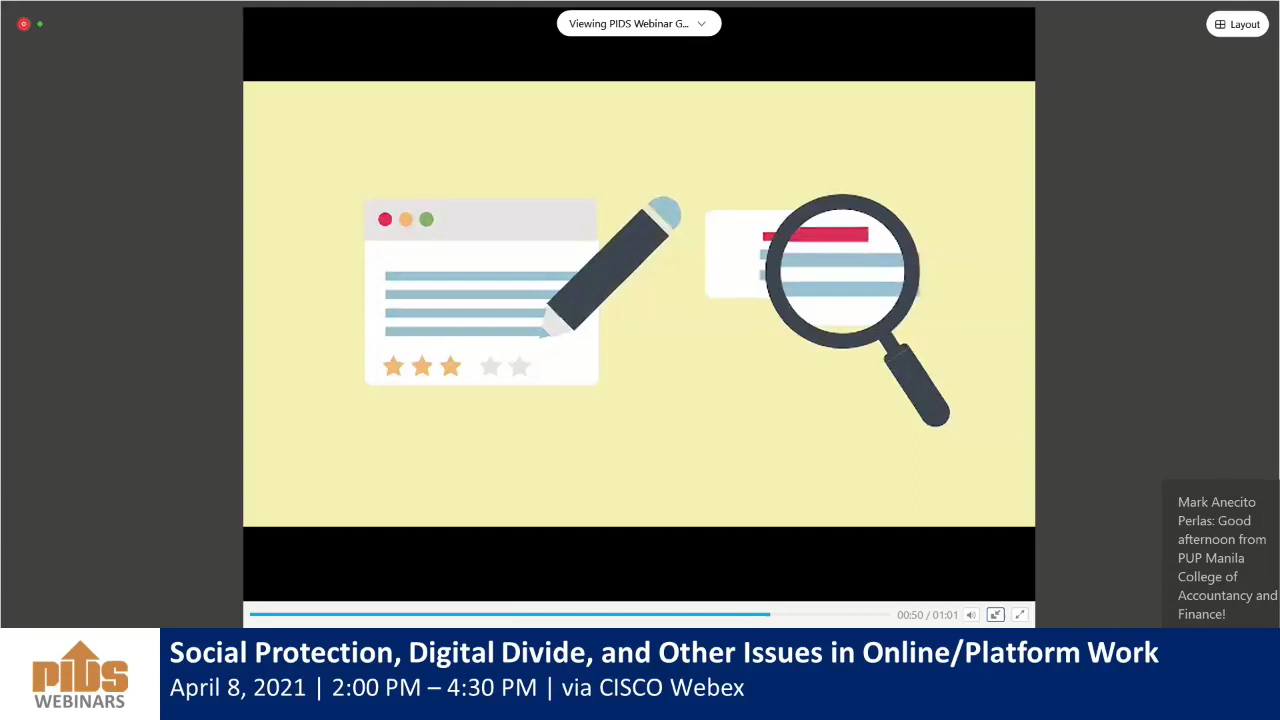 Viewing PIDS Webinar G...
Layout
Mark Anecito
Perlas: Good
afternoon from
PUP Manila
College of
Accountancy and
Finance!
00:50 / 01:01
PIDS
WEBINARS
Social Protection, Digital Divide, and Other Issues in Online/Platform Work
April 8, 2021 | 2:00 PM – 4:30 PM | via CISCO Webex